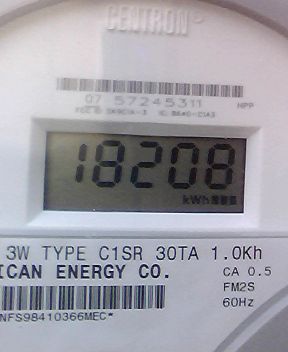 CENTRON®
07 57245311
HPP
18208
kWh
3W TYPE C1SR 30TA 1.0Kh
ICAN ENERGY CO.
CA 0.5
FM2S
60Hz
NFS98410366MEC*